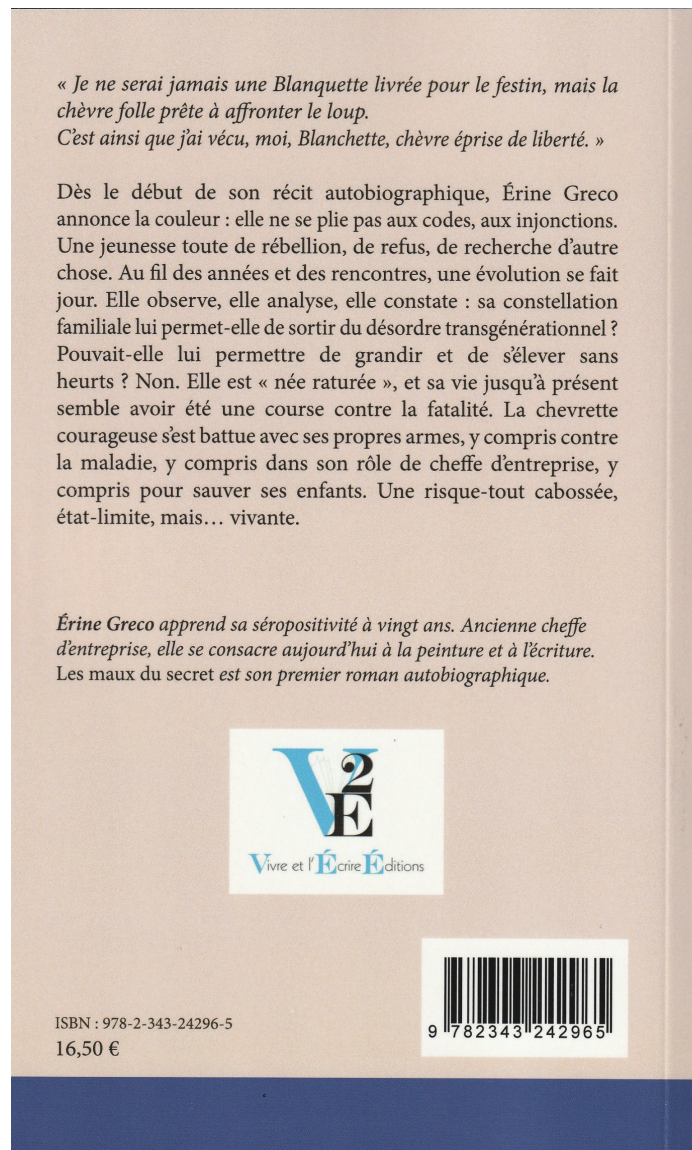 « Je ne serai jamais une Blanquette livrée pour le festin, mais la
chèvre folle prête à affronter le loup.
C'est ainsi que j'ai vécu, moi, Blanchette, chèvre éprise de liberté. »
Dès le début de son récit autobiographique, Érine Greco
annonce la couleur : elle ne se plie pas aux codes, aux injonctions.
Une jeunesse toute de rébellion, de refus, de recherche d'autre
chose. Au fil des années et des rencontres, une évolution se fait
jour. Elle observe, elle analyse, elle constate : sa constellation
familiale lui permet-elle de sortir du désordre transgénérationnel ?
Pouvait-elle lui permettre de grandir et de s'élever sans
heurts ? Non. Elle est « née raturée », et sa vie jusqu'à présent
semble avoir été une course contre la fatalité. La chevrette
courageuse s'est battue avec ses propres armes, y compris contre
la maladie, y compris dans son rôle de cheffe d'entreprise, y
compris pour sauver ses enfants. Une risque-tout cabossée,
état-limite, mais… vivante.
Érine Greco apprend sa séropositivité à vingt ans. Ancienne cheffe
d'entreprise, elle se consacre aujourd'hui à la peinture et à l'écriture.
Les maux du secret est son premier roman autobiographique.
V2E
Vivre et l'Écrire Éditions
ISBN : 978-2-343-24296-5
16,50 €
9 782343 242965